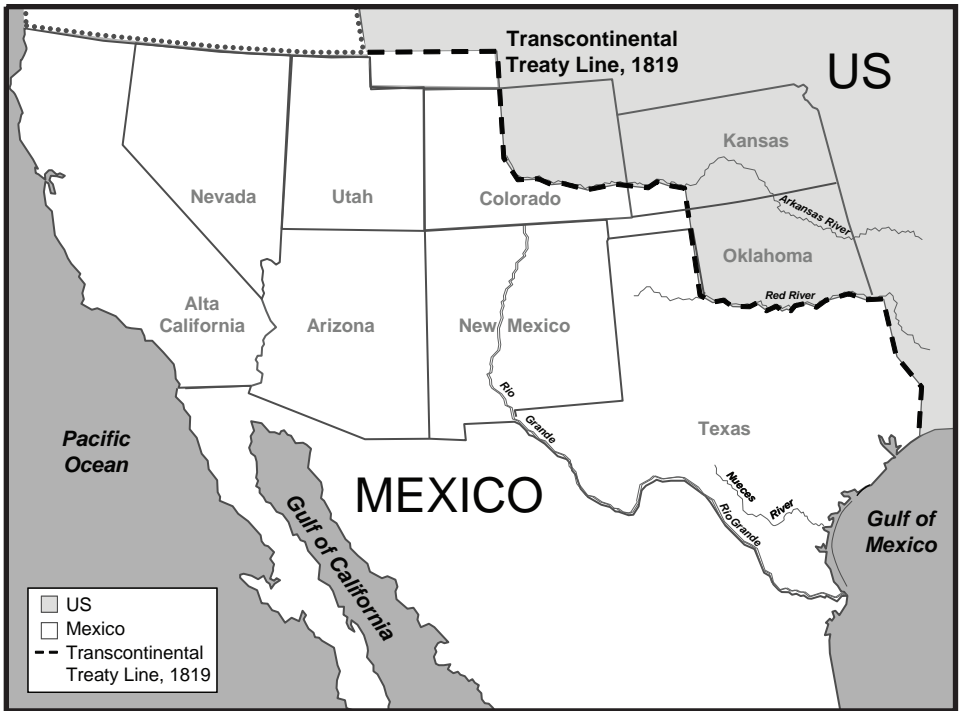 Transcontinental
Treaty Line, 1819
US
Kansas
Nevada
Utah
Colorado
Arkansas River
Oklahoma
Red River
Alta
California
Arizona
New Mexico
Rio
Grande
Texas
Pacific
Ocean
MEXICO
Nueces
River
Rio Grande
Gulf of
Mexico
Gulf of California
US
Mexico
Transcontinental
Treaty Line, 1819